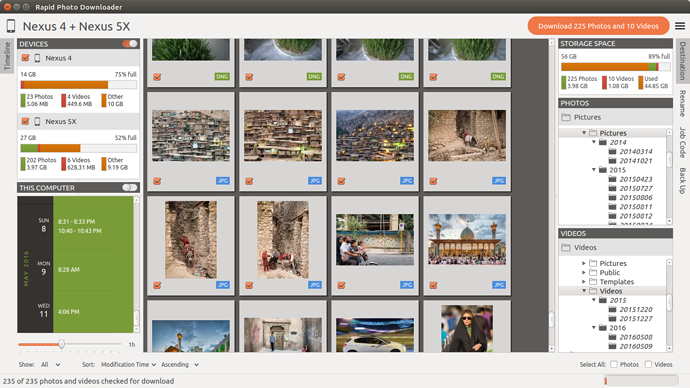 Rapid Photo Downloader
Nexus 4 + Nexus 5X
Download 225 Photos and 10 Videos
Timeline
DEVICES
Nexus 4
14 GB 75% full
23 Photos 4 Videos Other
5.06 MB 449.6 MB 10 GB
Nexus 5X
27 GB 52% full
202 Photos 6 Videos Other
3.97 GB 628.31 MB 9.19 GB
THIS COMPUTER
MAY 2016
SUN
8
8:31 - 8:33 PM
10:40 - 10:43 PM
MON
9
8:28 AM
WED
11
4:06 PM
1h
DNG DNG DNG DNG
JPG JPG JPG JPG
JPG JPG JPG JPG
STORAGE SPACE
56 GB 89% full
225 Photos 10 Videos Used
3.98 GB 1.08 GB 44.85 GB
PHOTOS
Pictures
Pictures
2014
20140314
20141021
2015
20150423
20150727
20150806
20150811
20150812
20150824
VIDEOS
Videos
Pictures
Public
Templates
Videos
2015
20151220
20151227
2016
20160508
20160509
Destination
Rename
Job Code
Back Up
Show: All Sort: Modification Time Ascending
Select All: Photos Videos
235 of 235 photos and videos checked for download